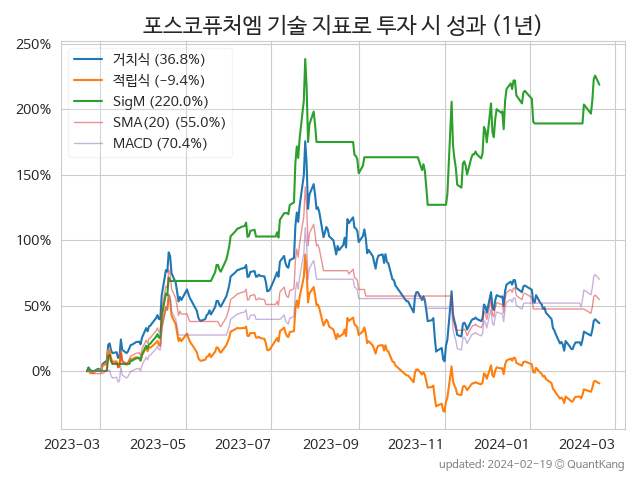 포스코퓨처엠 기술 지표로 투자 시 성과 (1년)
250%
200%
150%
100%
50%
0%
거치식 (36.8%)
적립식 (-9.4%)
SigM (220.0%)
SMA(20) (55.0%)
MACD (70.4%)
2023-03 2023-05 2023-07 2023-09 2023-11 2024-01 2024-03
updated: 2024-02-19 © QuantKang